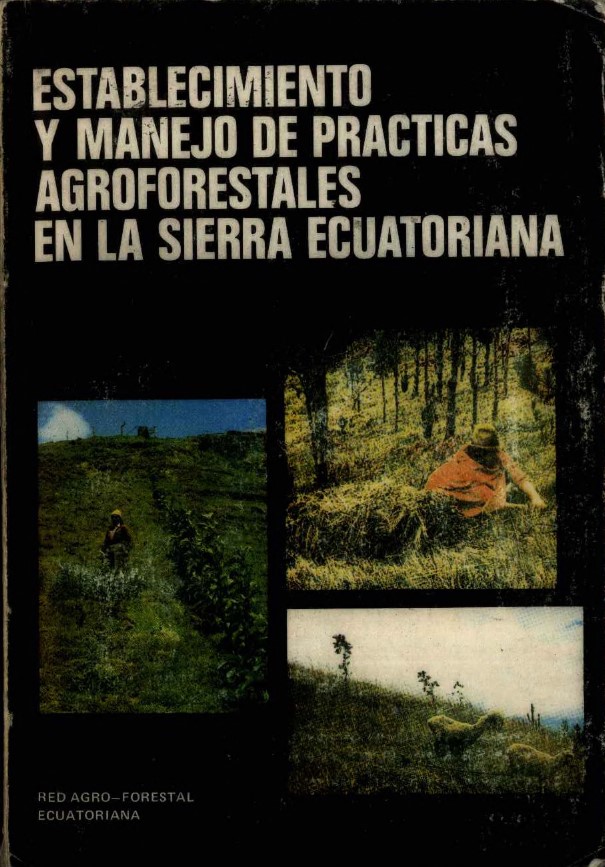 ESTABLECIMIENTO
Y MANEJO DE PRACTICAS
AGROFORESTALES
EN LA SIERRA ECUATORIANA
RED AGRO-FORESTAL
ECUATORIANA